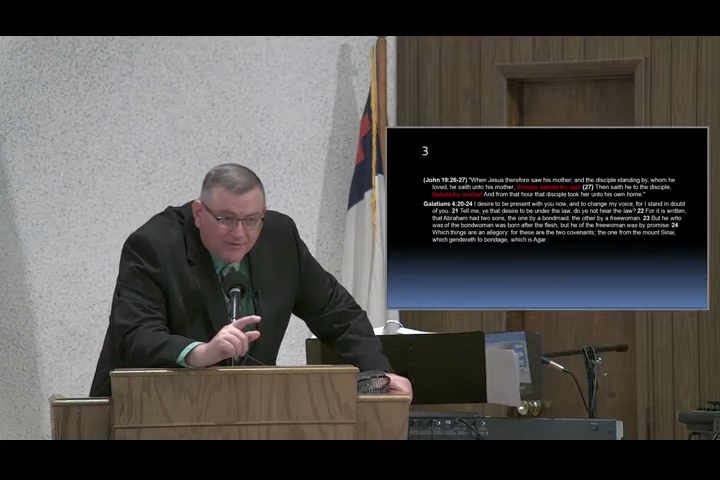 3
(John 19:26-27) "When Jesus therefore saw his mother, and the disciple standing by, whom he
loved, he saith unto his mother, Woman, behold thy son! (27) Then saith he to the disciple,
Behold thy mother! And from that hour that disciple took her unto his own home."
Galatians 4:20-24 I desire to be present with you now, and to change my voice; for I stand in doubt
of you. 21 Tell me, ye that desire to be under the law, do ye not hear the law? 22 For it is written,
that Abraham had two sons, the one by a bondmaid, the other by a freewoman. 23 But he who
was of the bondwoman was born after the flesh; but he of the freewoman was by promise. 24
Which things are an allegory: for these are the two covenants; the one from the mount Sinai,
which gendereth to bondage, which is Agar.